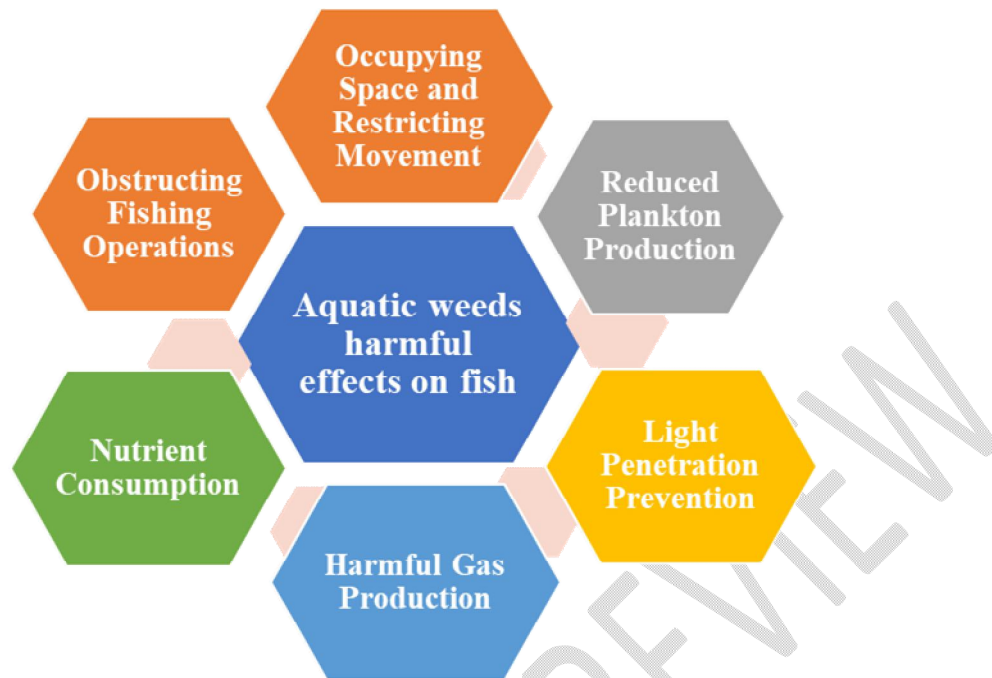 Occupying
Space and
Restricting
Movement
Obstructing
Fishing
Operations
Reduced
Plankton
Production
Aquatic weeds
harmful
effects on fish
Nutrient
Consumption
Light
Penetration
Prevention
Harmful Gas
Production
REVIEW